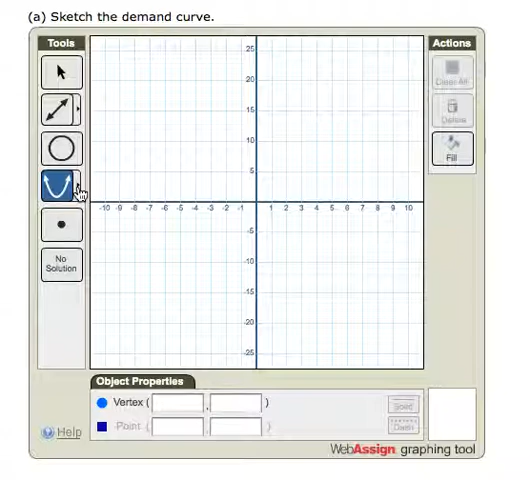 (a) Sketch the demand curve.
Tools
Actions
Clear All
Delete
Fill
No
Solution
25
20
15
10
5
-10 -9 -8 -7 -6 -5 -4 -3 -2 -1 1 2 3 4 5 6 7 8 9 10
-5
-10
-15
-20
-25
Object Properties
Vertex ( , )
Point ( , )
Solid
Dash
Help
WebAssign. graphing tool